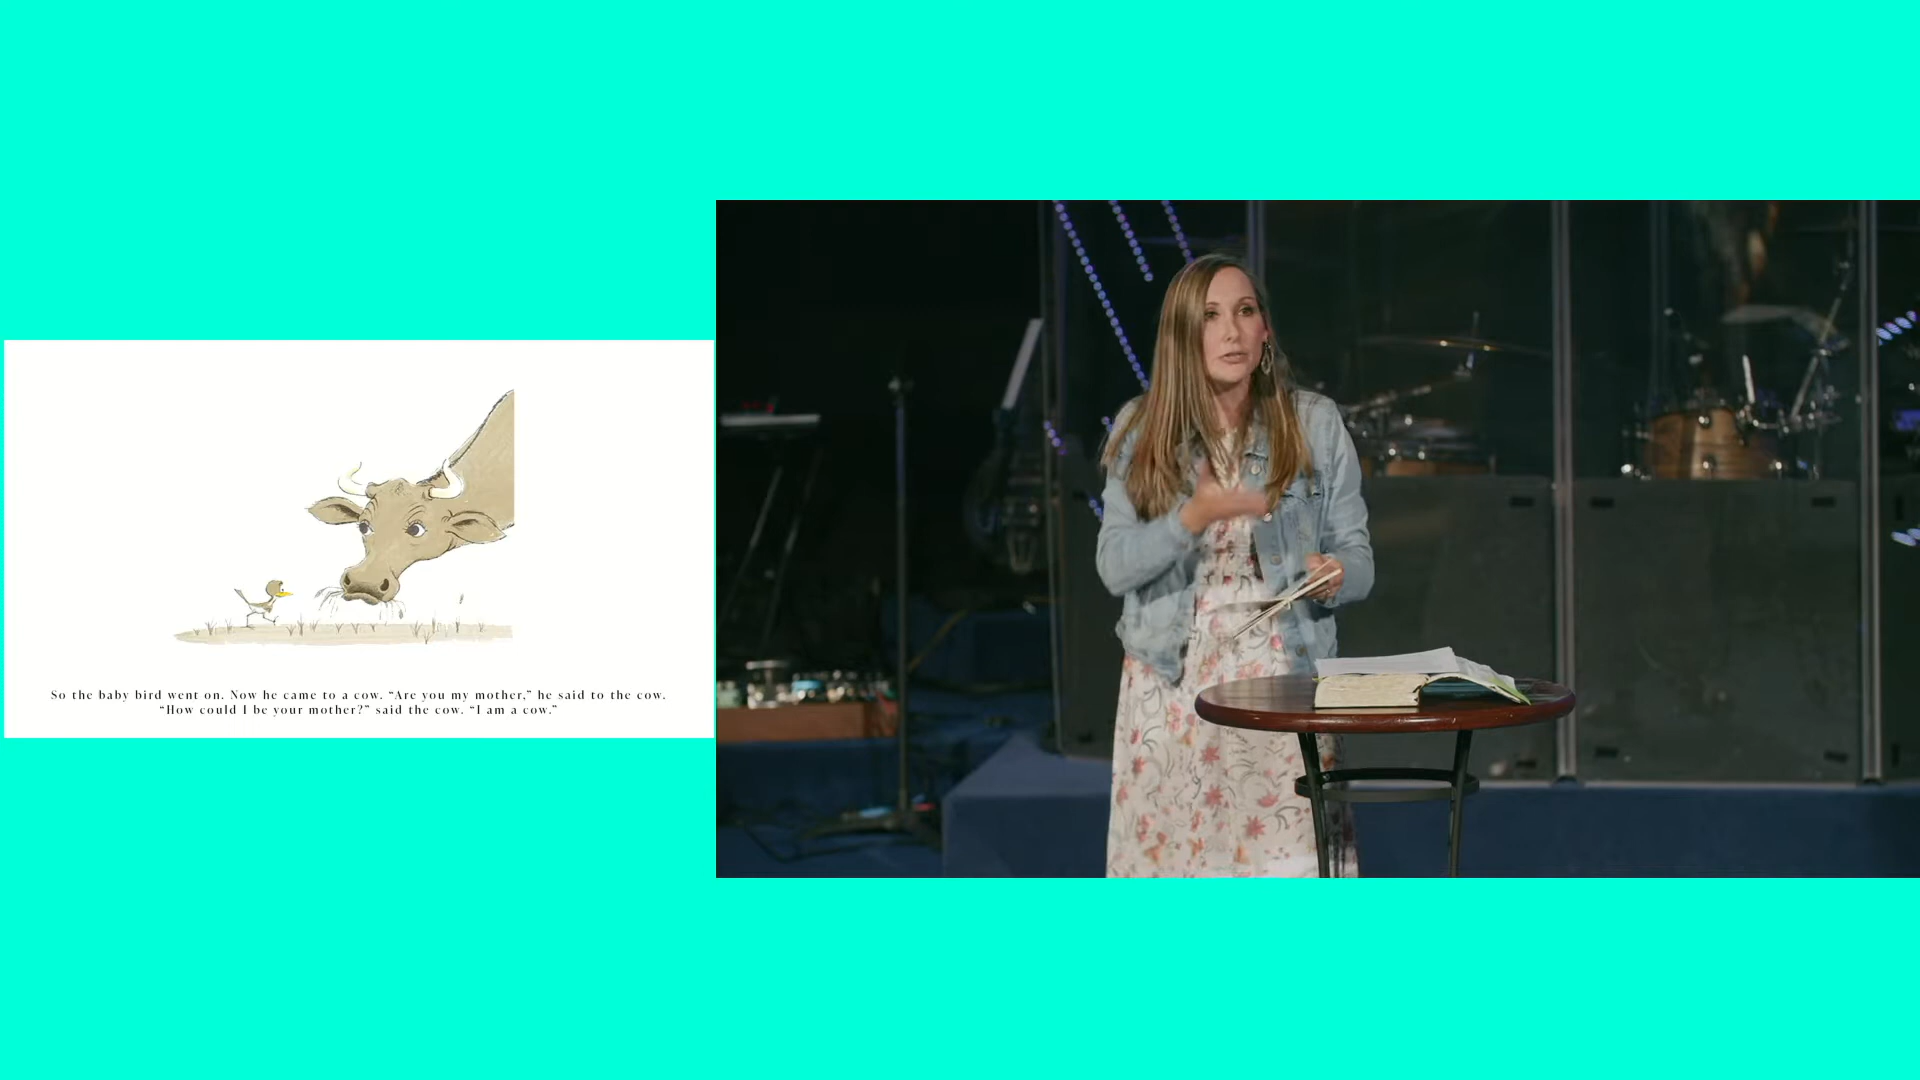 So the baby bird went on. Now he came to a cow. “Are you my mother,” he said to the cow.
“How could I be your mother?” said the cow. “I am a cow.”